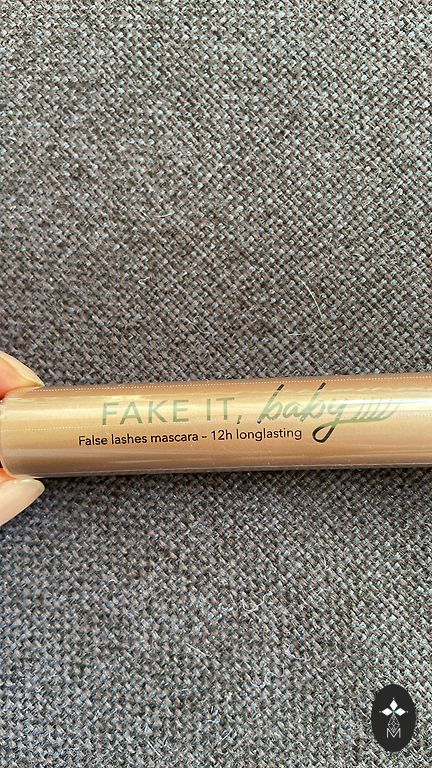 FAKE IT, baby
False lashes mascara - 12h longlasting
M